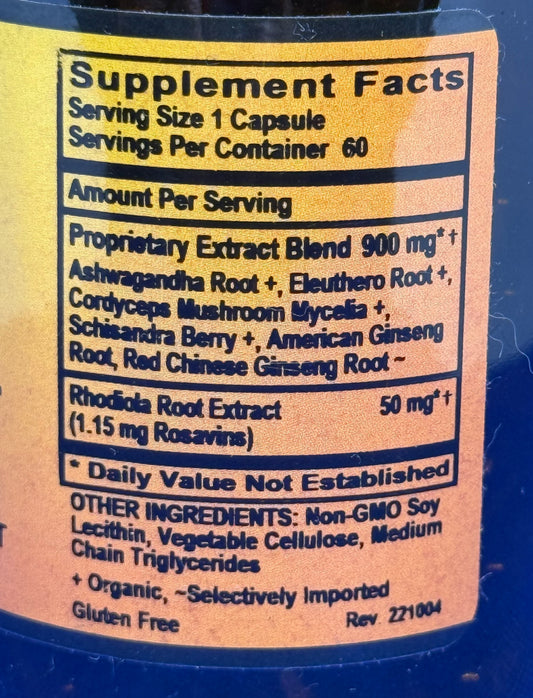 Supplement Facts
Serving Size 1 Capsule
Servings Per Container 60
Amount Per Serving
Proprietary Extract Blend 900 mg*†
Ashwagandha Root +, Eleuthero Root +,
Cordyceps Mushroom Mycelia +,
Schisandra Berry +, American Ginseng
Root, Red Chinese Ginseng Root ~
Rhodiola Root Extract 50 mg*†
(1.15 mg Rosavins)
* Daily Value Not Established
OTHER INGREDIENTS: Non-GMO Soy
Lecithin, Vegetable Cellulose, Medium
Chain Triglycerides
+ Organic, ~Selectively Imported
Gluten Free Rev 221004